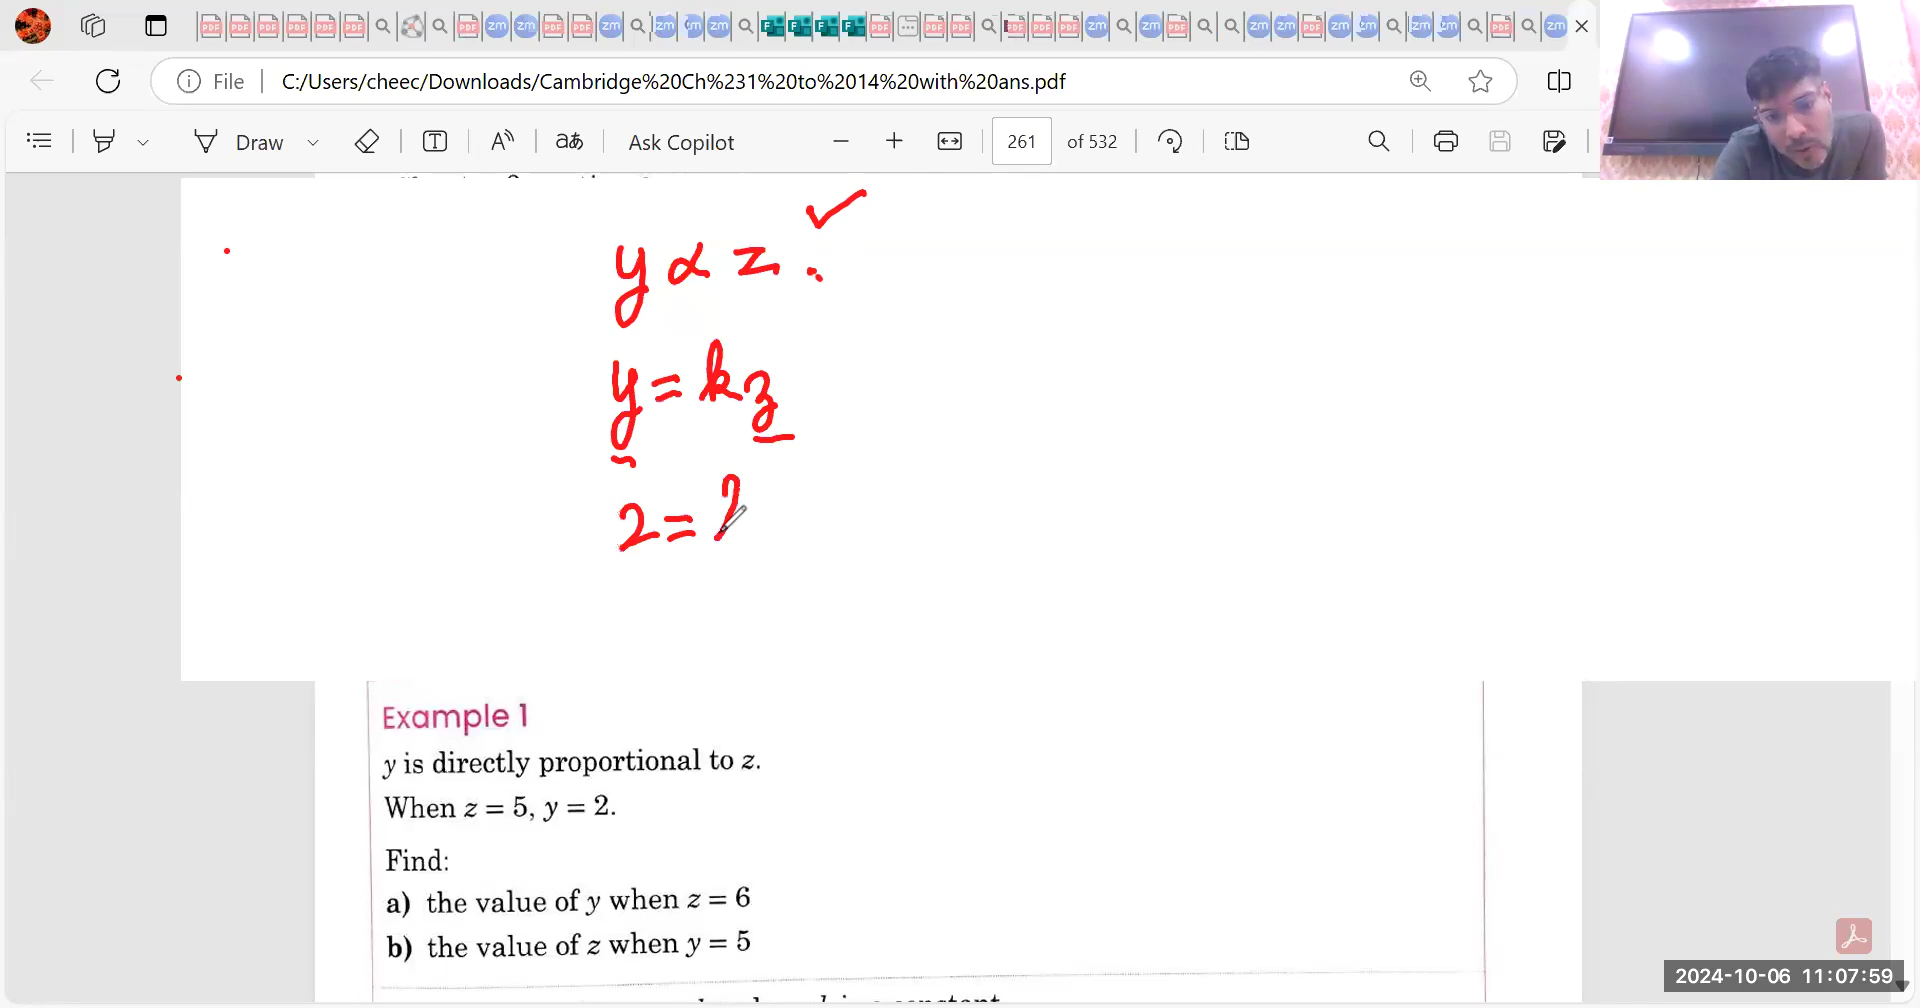 File | C:/Users/cheec/Downloads/Cambridge%20Ch%231%20to%2014%20with%20ans.pdf
Draw
Ask Copilot
261 of 532
y ∝ z
y = kz
2 =
Example 1
y is directly proportional to z.
When z = 5, y = 2.
Find:
a) the value of y when z = 6
b) the value of z when y = 5
2024-10-06 11:07:59